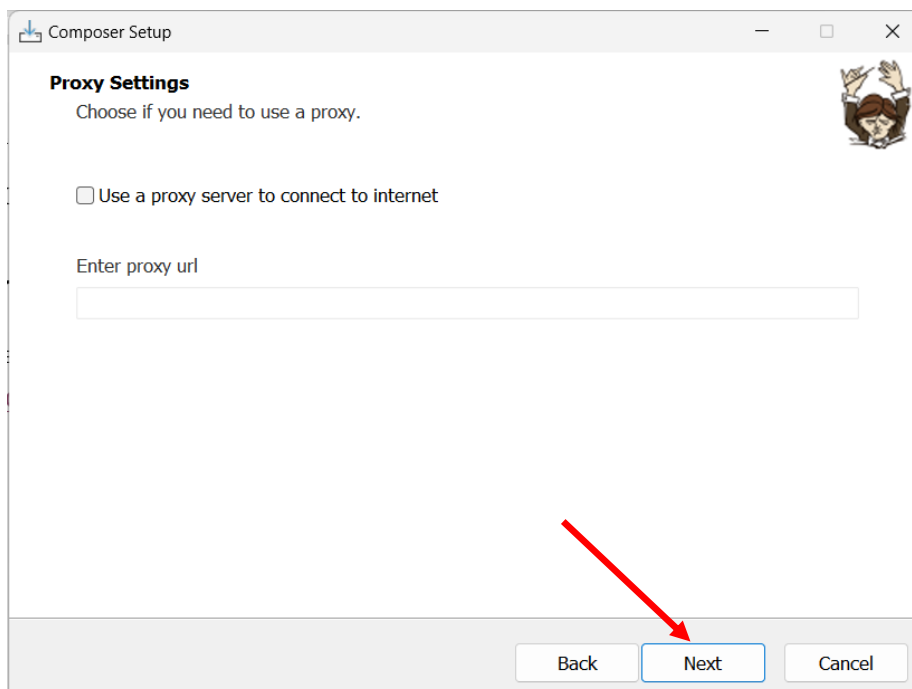 Composer Setup
Proxy Settings
Choose if you need to use a proxy.
Use a proxy server to connect to internet
Enter proxy url
Back Next Cancel